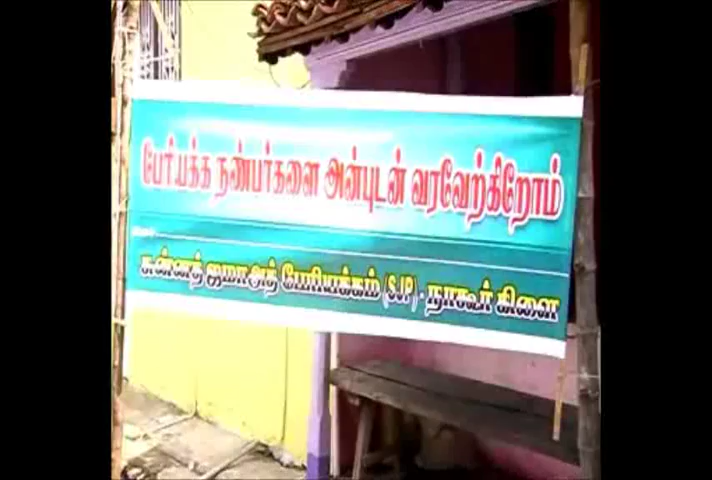 பேரியக்க நண்பர்களை அன்புடன் வரவேற்கிறோம்
சுன்னத் ஜமாஅத் பேரியக்கம் (SJP) - நாகூர் கிளை